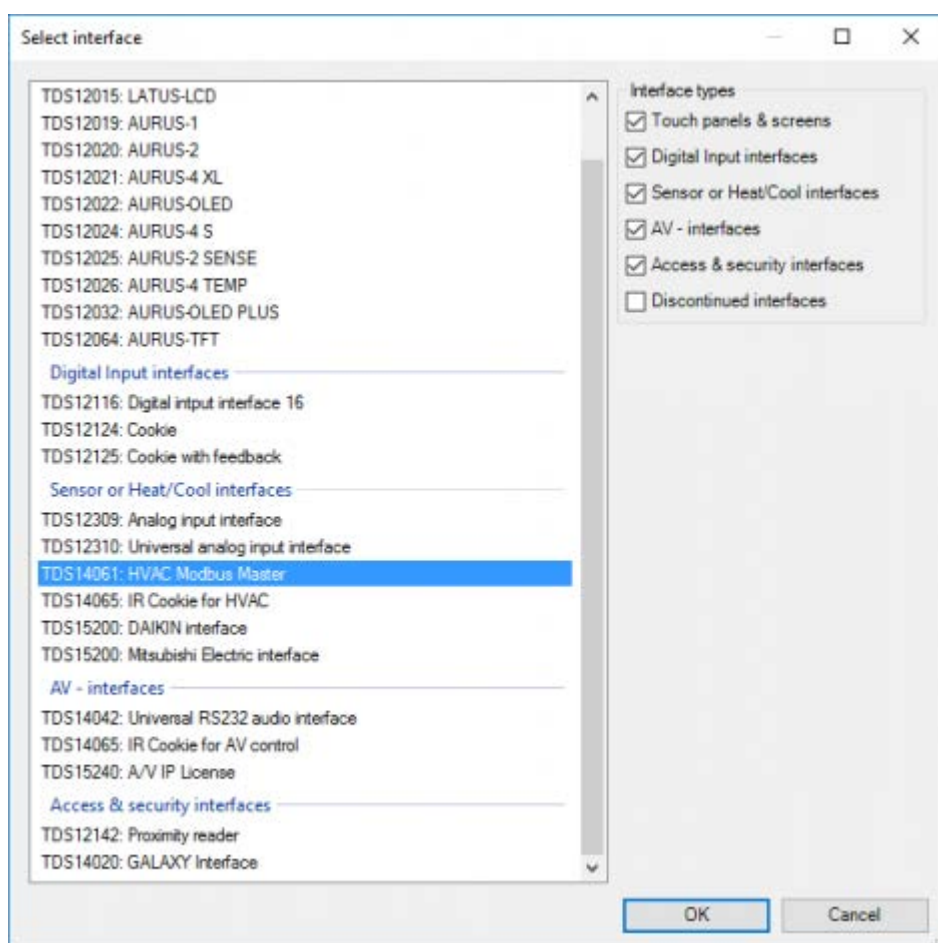 Select interface
TDS12015: LATUS-LCD
TDS12019: AURUS-1
TDS12020: AURUS-2
TDS12021: AURUS-4 XL
TDS12022: AURUS-OLED
TDS12024: AURUS-4 S
TDS12025: AURUS-2 SENSE
TDS12026: AURUS-4 TEMP
TDS12032: AURUS-OLED PLUS
TDS12064: AURUS-TFT
Digital Input interfaces
TDS12116: Digital intput interface 16
TDS12124: Cookie
TDS12125: Cookie with feedback
Sensor or Heat/Cool interfaces
TDS12309: Analog input interface
TDS12310: Universal analog input interface
TDS14061: HVAC Modbus Master
TDS14065: IR Cookie for HVAC
TDS15200: DAIKIN interface
TDS15200: Mitsubishi Electric interface
AV - interfaces
TDS14042: Universal RS232 audio interface
TDS14065: IR Cookie for AV control
TDS15240: A/V IP License
Access & security interfaces
TDS12142: Proximity reader
TDS14020: GALAXY Interface
Interface types
Touch panels & screens
Digital Input interfaces
Sensor or Heat/Cool interfaces
AV - interfaces
Access & security interfaces
Discontinued interfaces
OK
Cancel